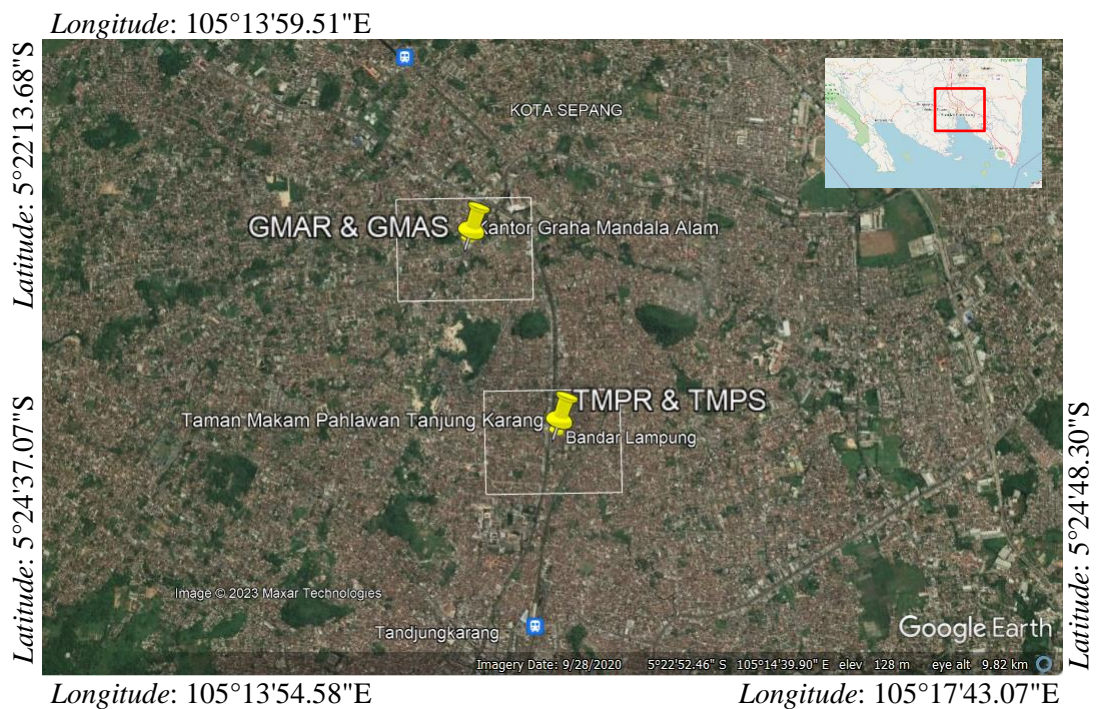 Longitude: 105°13'59.51"E
Latitude: 5°22'13.68"S
KOTA SEPANG
GMAR & GMAS
Kantor Graha Mandala Alam
TMPR & TMPS
Taman Makam Pahlawan Tanjung Karang
Bandar Lampung
Latitude: 5°24'37.07"S
Latitude: 5°24'48.30"S
Image © 2023 Maxar Technologies
Tandjungkarang
Google Earth
Imagery Date: 9/28/2020 5°22'52.46" S 105°14'39.90" E elev 128 m eye alt 9.82 km
Longitude: 105°13'54.58"E
Longitude: 105°17'43.07"E